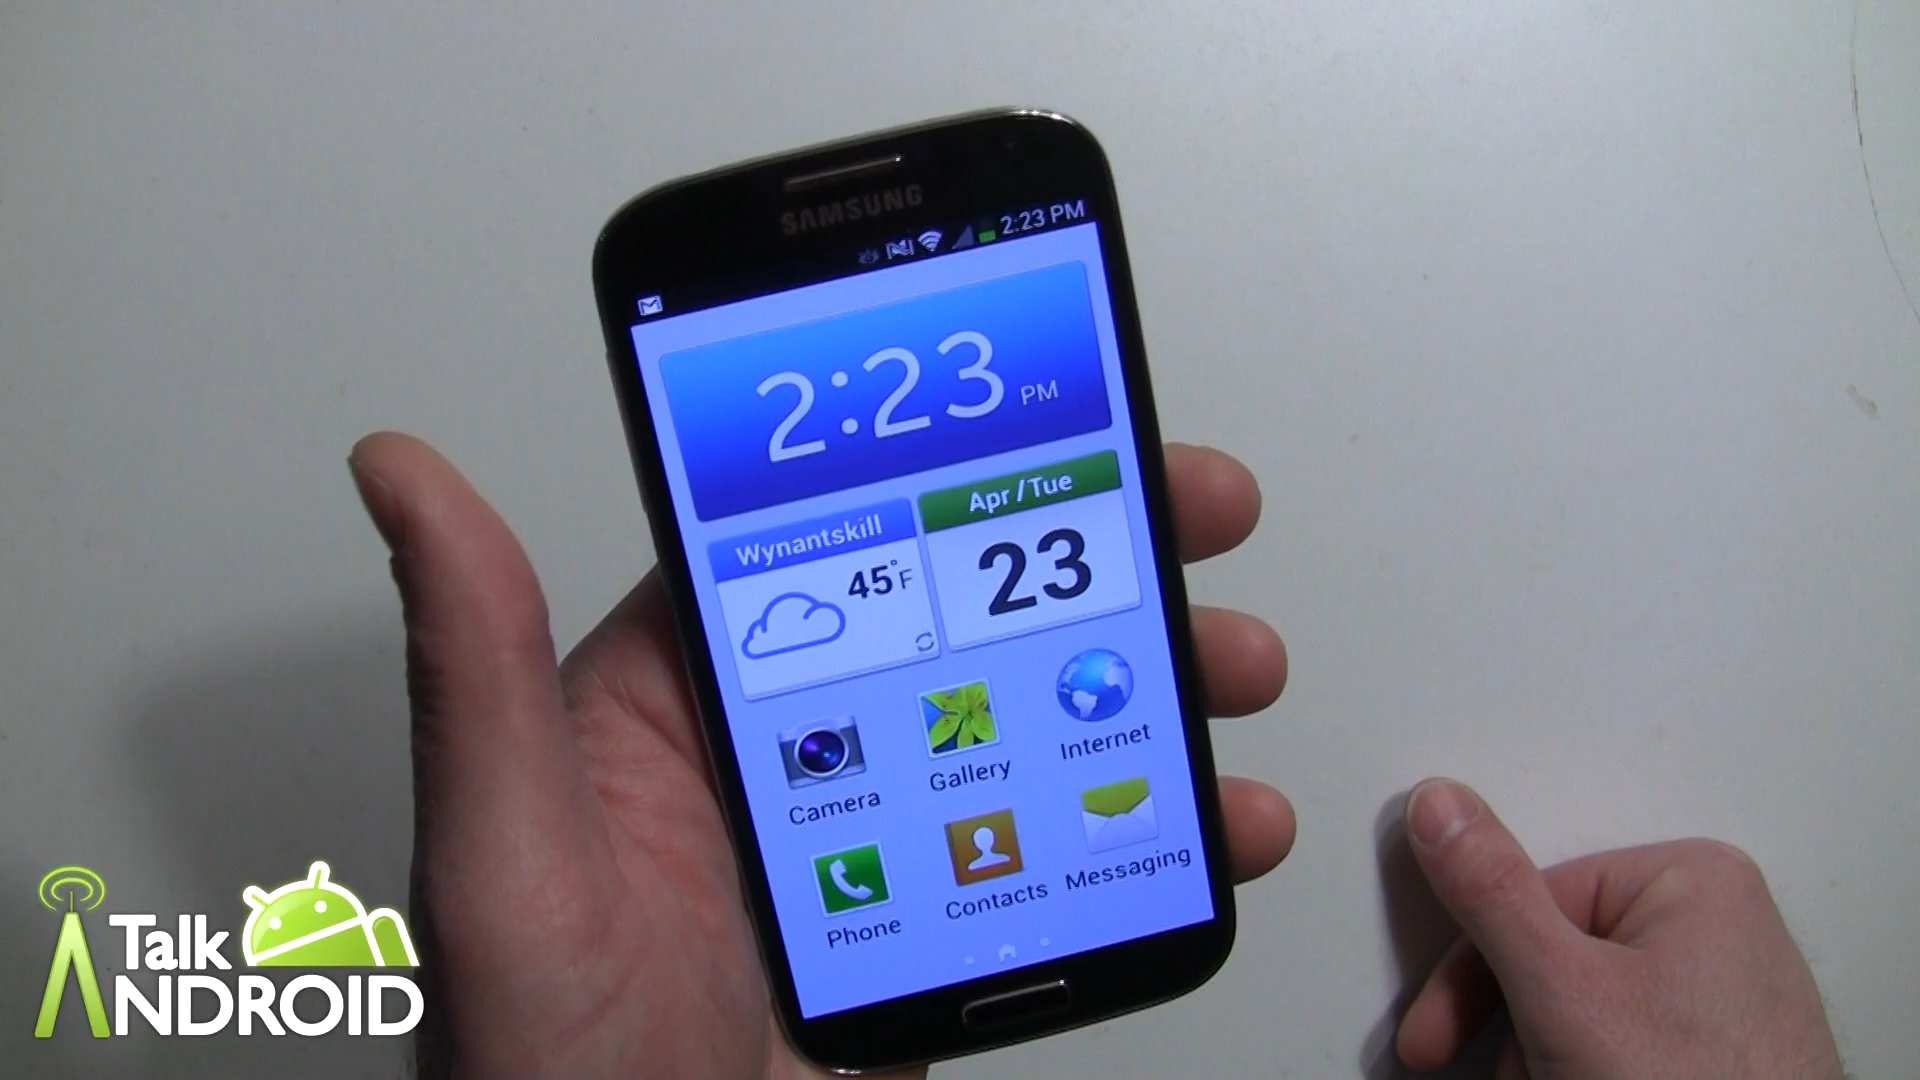 SAMSUNG
2:23 PM
2:23 PM
Wynantskill
45°F
Apr/Tue
23
Camera
Gallery
Internet
Phone
Contacts
Messaging
Talk
ANDROID